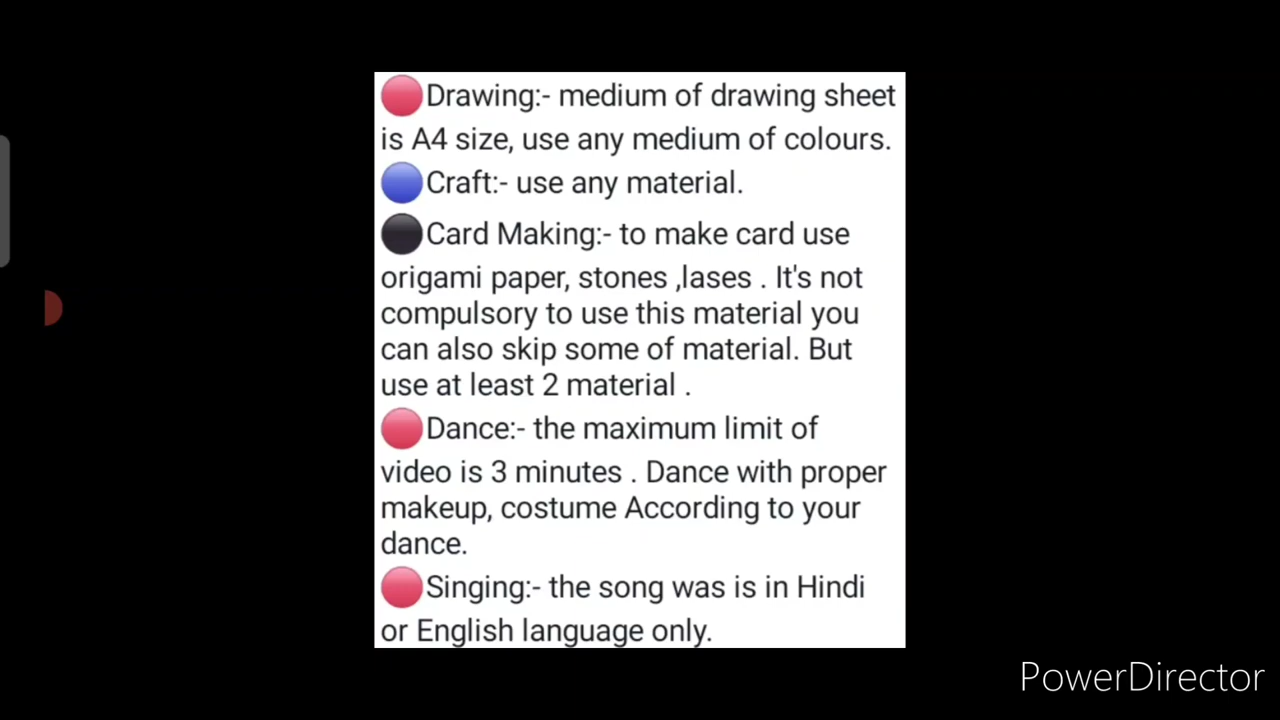 Drawing:- medium of drawing sheet
is A4 size, use any medium of colours.
Craft:- use any material.
Card Making:- to make card use
origami paper, stones ,lases . It's not
compulsory to use this material you
can also skip some of material. But
use at least 2 material .
Dance:- the maximum limit of
video is 3 minutes . Dance with proper
makeup, costume According to your
dance.
Singing:- the song was is in Hindi
or English language only.
PowerDirector